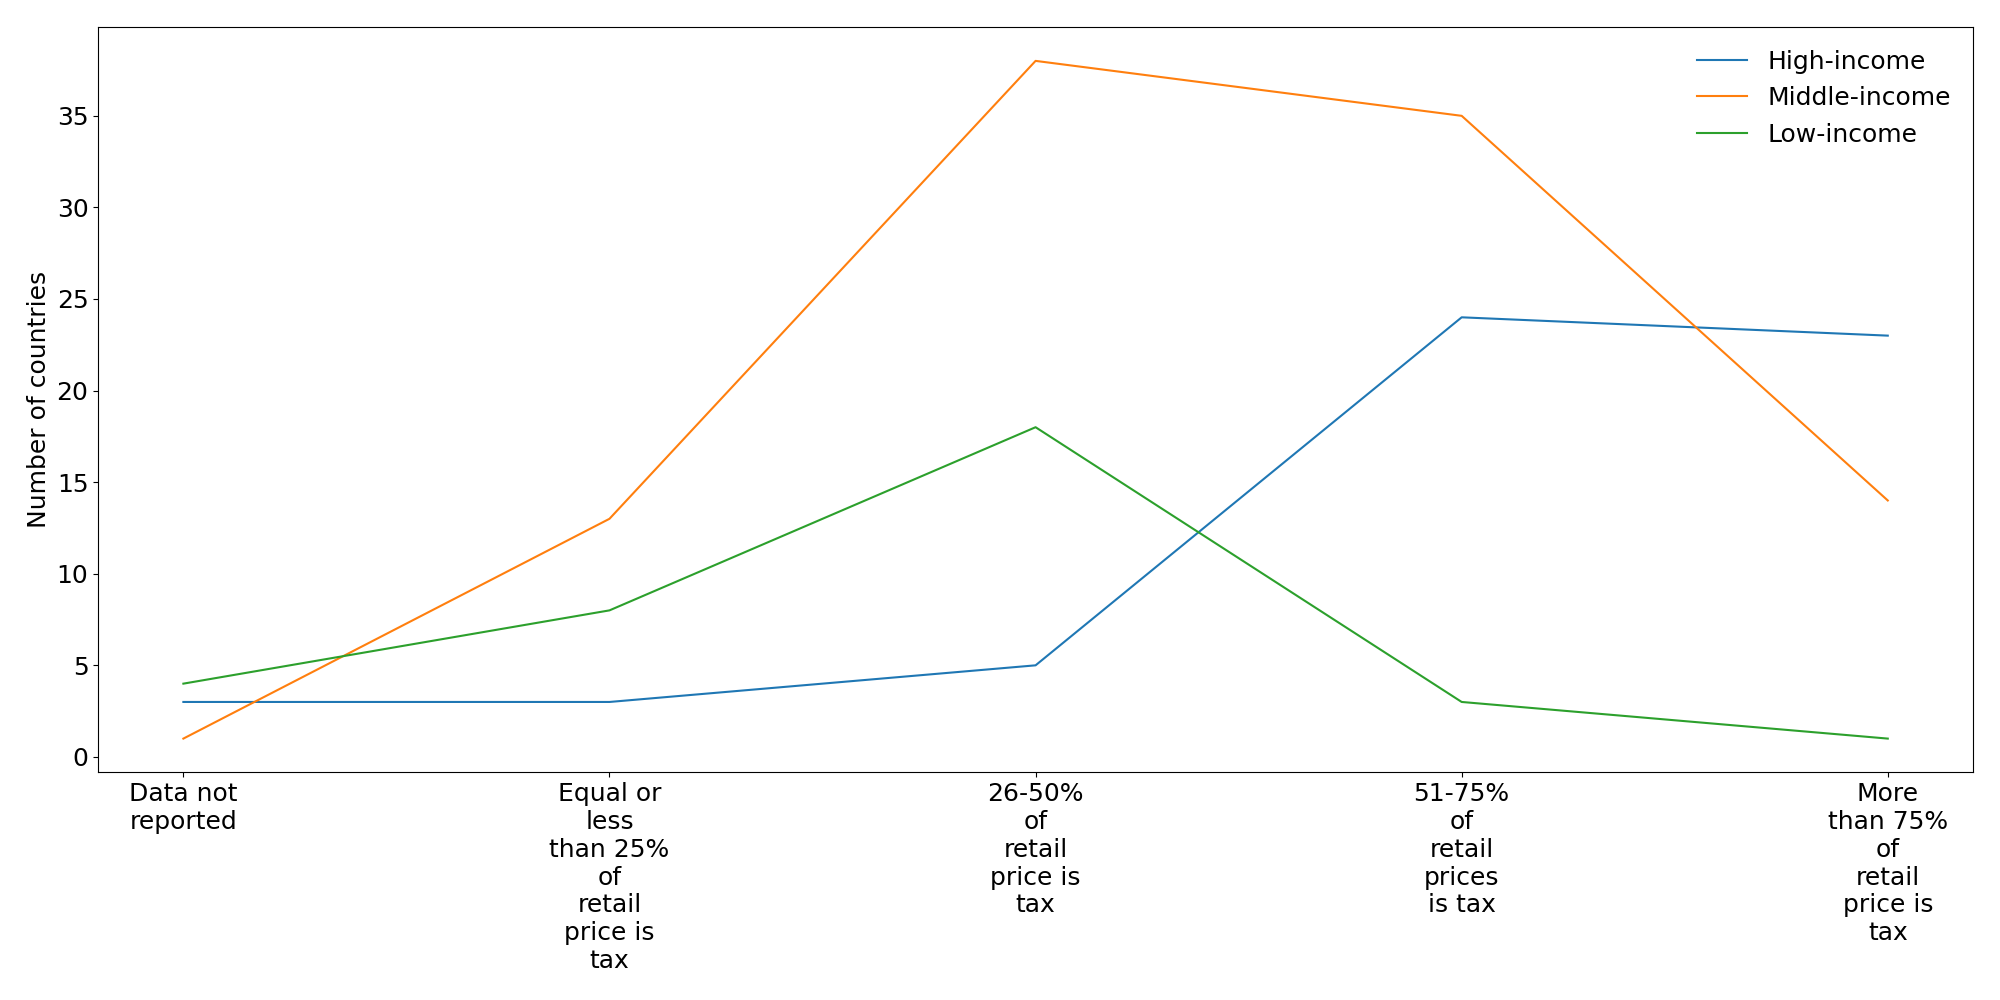 High-income
Middle-income
Low-income
Number of countries
35
30
25
20
15
10
5
0
Data not
reported
Equal or
less
than 25%
of
retail
price is
tax
26-50%
of
retail
price is
tax
51-75%
of
retail
prices
is tax
More
than 75%
of
retail
price is
tax